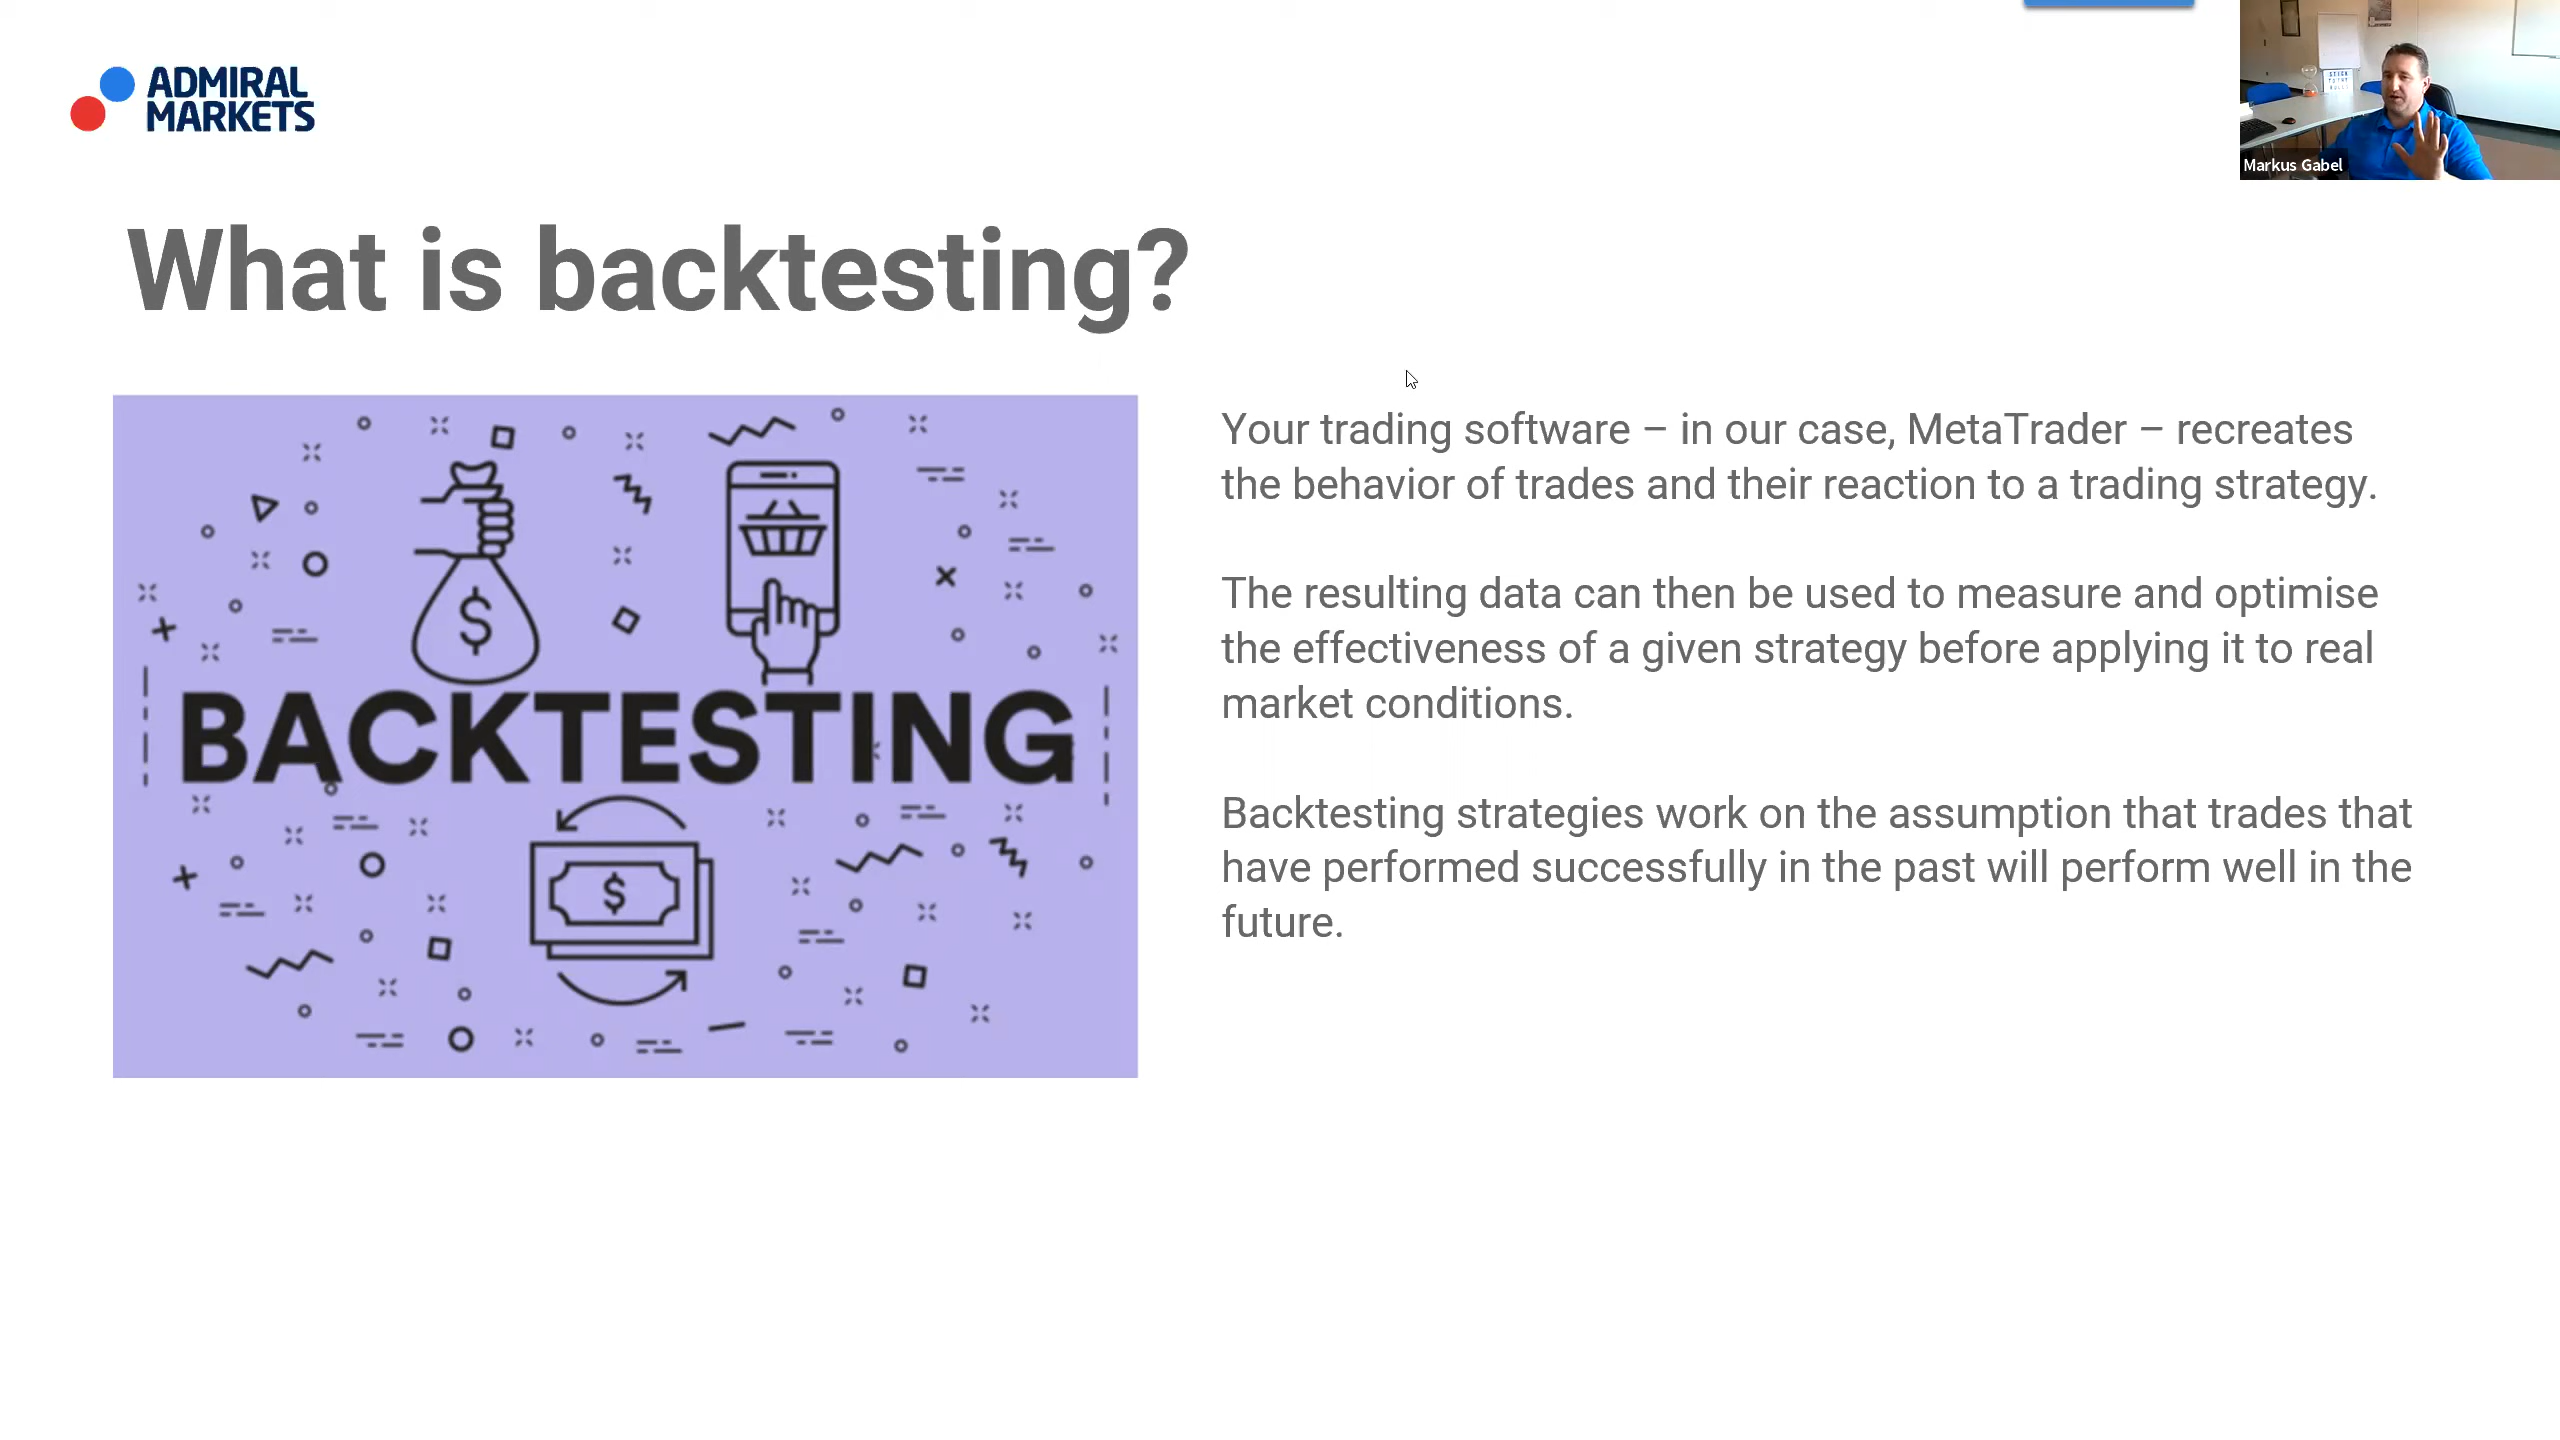 ADMIRAL
MARKETS
STICK
TO THE
Markus Gabel
What is backtesting?
$
BACKTESTING
$
Your trading software – in our case, MetaTrader – recreates
the behavior of trades and their reaction to a trading strategy.
The resulting data can then be used to measure and optimise
the effectiveness of a given strategy before applying it to real
market conditions.
Backtesting strategies work on the assumption that trades that
have performed successfully in the past will perform well in the
future.